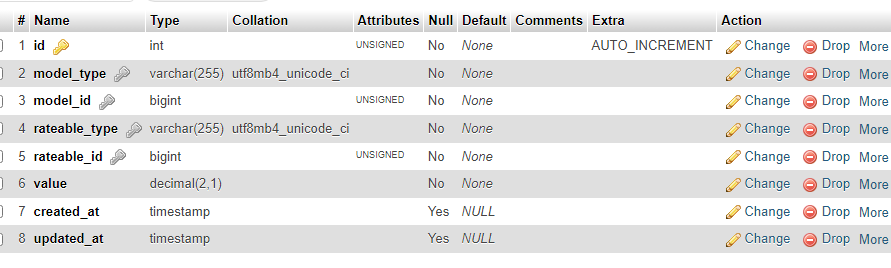 # Name Type Collation Attributes Null Default Comments Extra Action
1 id int UNSIGNED No None AUTO_INCREMENT Change Drop More
2 model_type varchar(255) utf8mb4_unicode_ci No None Change Drop More
3 model_id bigint UNSIGNED No None Change Drop More
4 rateable_type varchar(255) utf8mb4_unicode_ci No None Change Drop More
5 rateable_id bigint UNSIGNED No None Change Drop More
6 value decimal(2,1) No None Change Drop More
7 created_at timestamp Yes NULL Change Drop More
8 updated_at timestamp Yes NULL Change Drop More